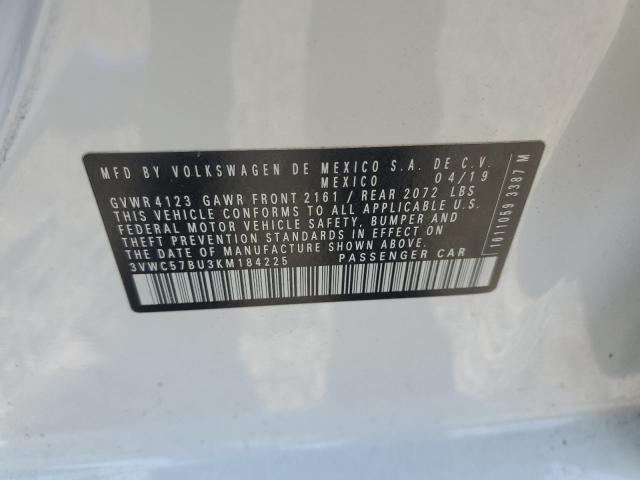 MFD BY VOLKSWAGEN DE MEXICO S.A. DE C.V.
MEXICO 04/19
GVWR 4123 GAWR FRONT 2161 / REAR 2072 LBS
THIS VEHICLE CONFORMS TO ALL APPLICABLE U.S.
FEDERAL MOTOR VEHICLE SAFETY, BUMPER AND
THEFT PREVENTION STANDARDS IN EFFECT ON
THE DATE OF MANUFACTURE SHOWN ABOVE.
3VWC57BU3KM184225 PASSENGER CAR
1611059 3387 M